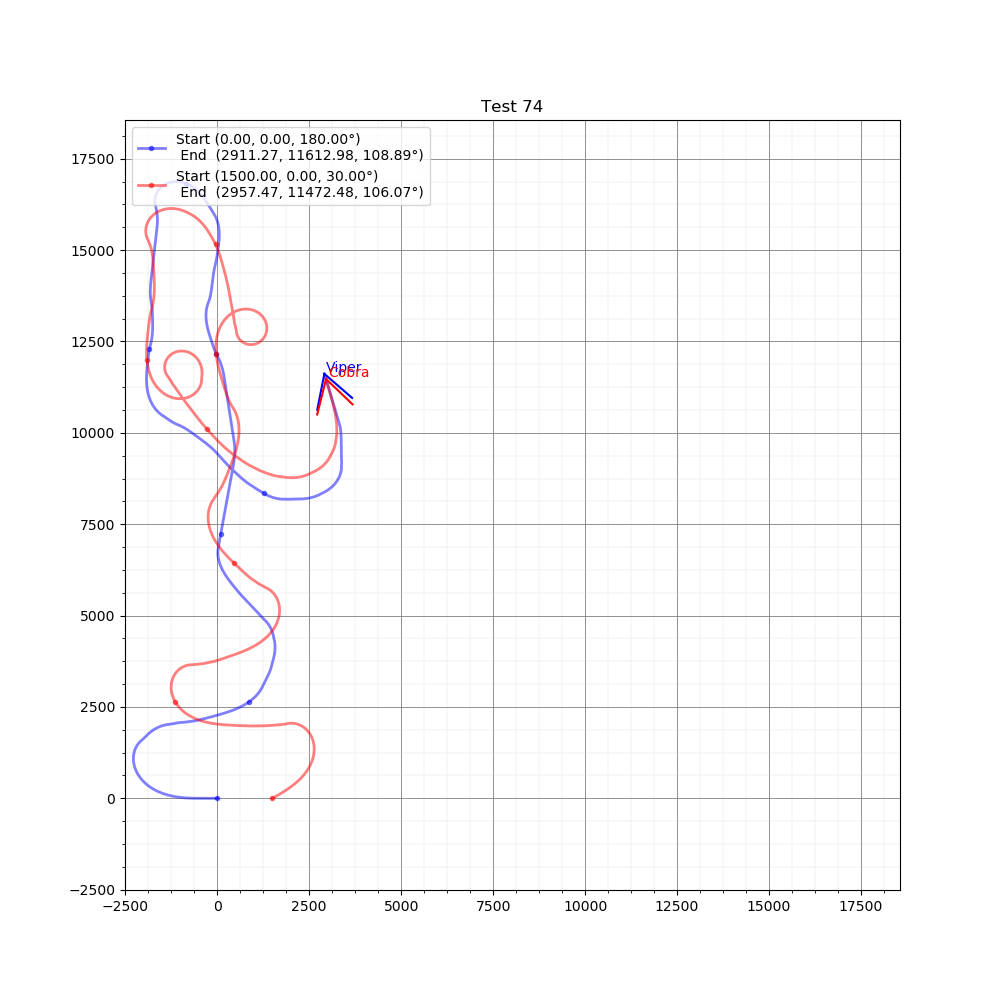 Test 74
Start (0.00, 0.00, 180.00°)
End (2911.27, 11612.98, 108.89°)
Start (1500.00, 0.00, 30.00°)
End (2957.47, 11472.48, 106.07°)
17500
15000
12500
Viper
Cobra
10000
7500
5000
2500
0
−2500
−2500 0 2500 5000 7500 10000 12500 15000 17500